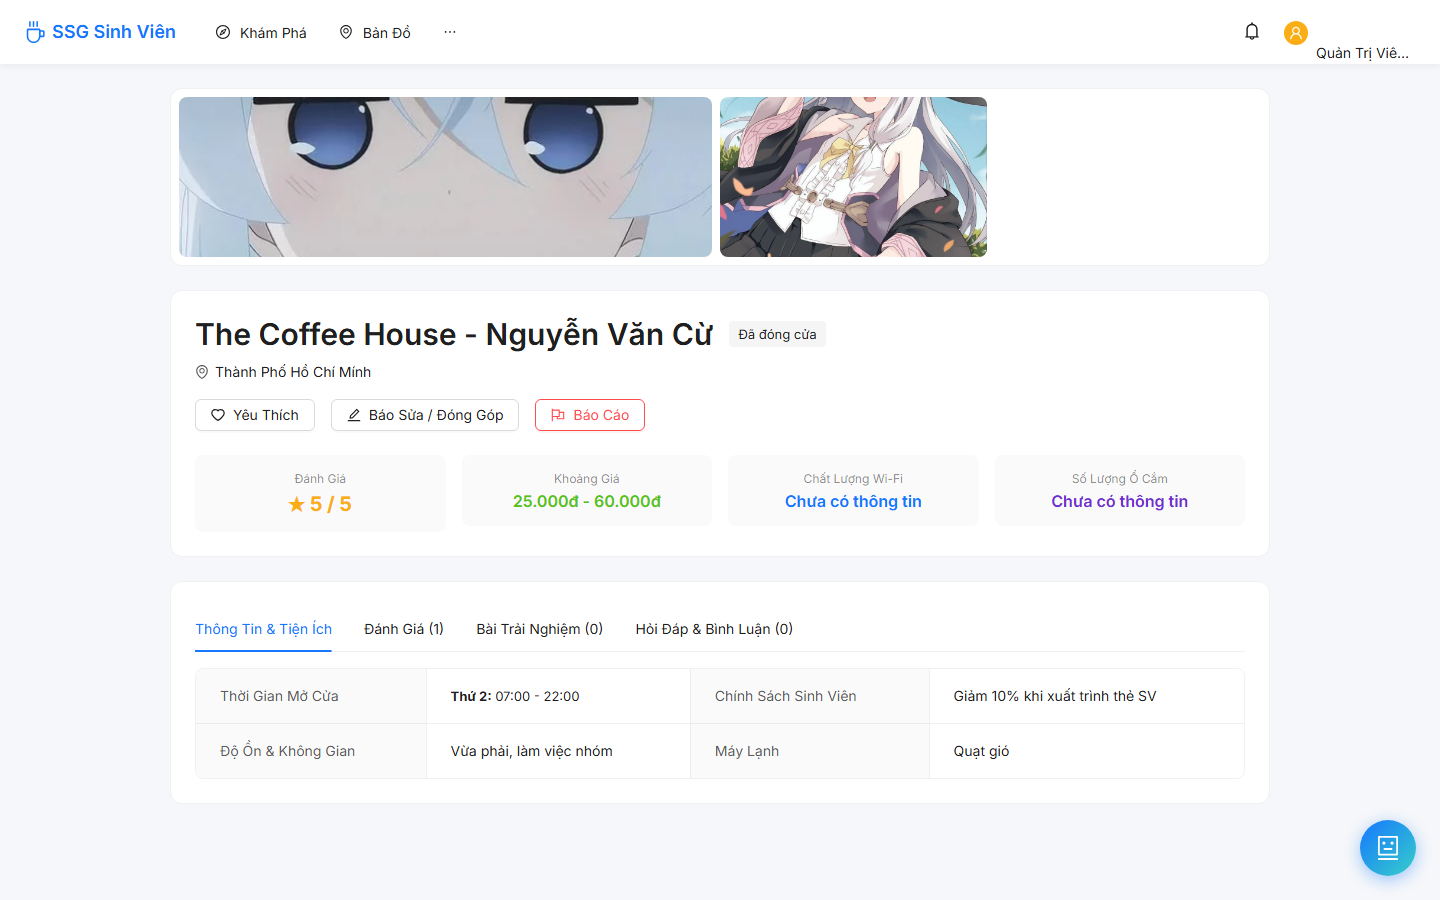 SSG Sinh Viên
Khám Phá
Bản Đồ
···
Quản Trị Viê...
The Coffee House - Nguyễn Văn Cừ
Đã đóng cửa
Thành Phố Hồ Chí Minh
Yêu Thích
Báo Sửa / Đóng Góp
Báo Cáo
Đánh Giá
★ 5 / 5
Khoảng Giá
25.000đ - 60.000đ
Chất Lượng Wi-Fi
Chưa có thông tin
Số Lượng Ổ Cắm
Chưa có thông tin
Thông Tin & Tiện Ích
Đánh Giá (1)
Bài Trải Nghiệm (0)
Hỏi Đáp & Bình Luận (0)
Thời Gian Mở Cửa
Thứ 2: 07:00 - 22:00
Chính Sách Sinh Viên
Giảm 10% khi xuất trình thẻ SV
Độ Ồn & Không Gian
Vừa phải, làm việc nhóm
Máy Lạnh
Quạt gió